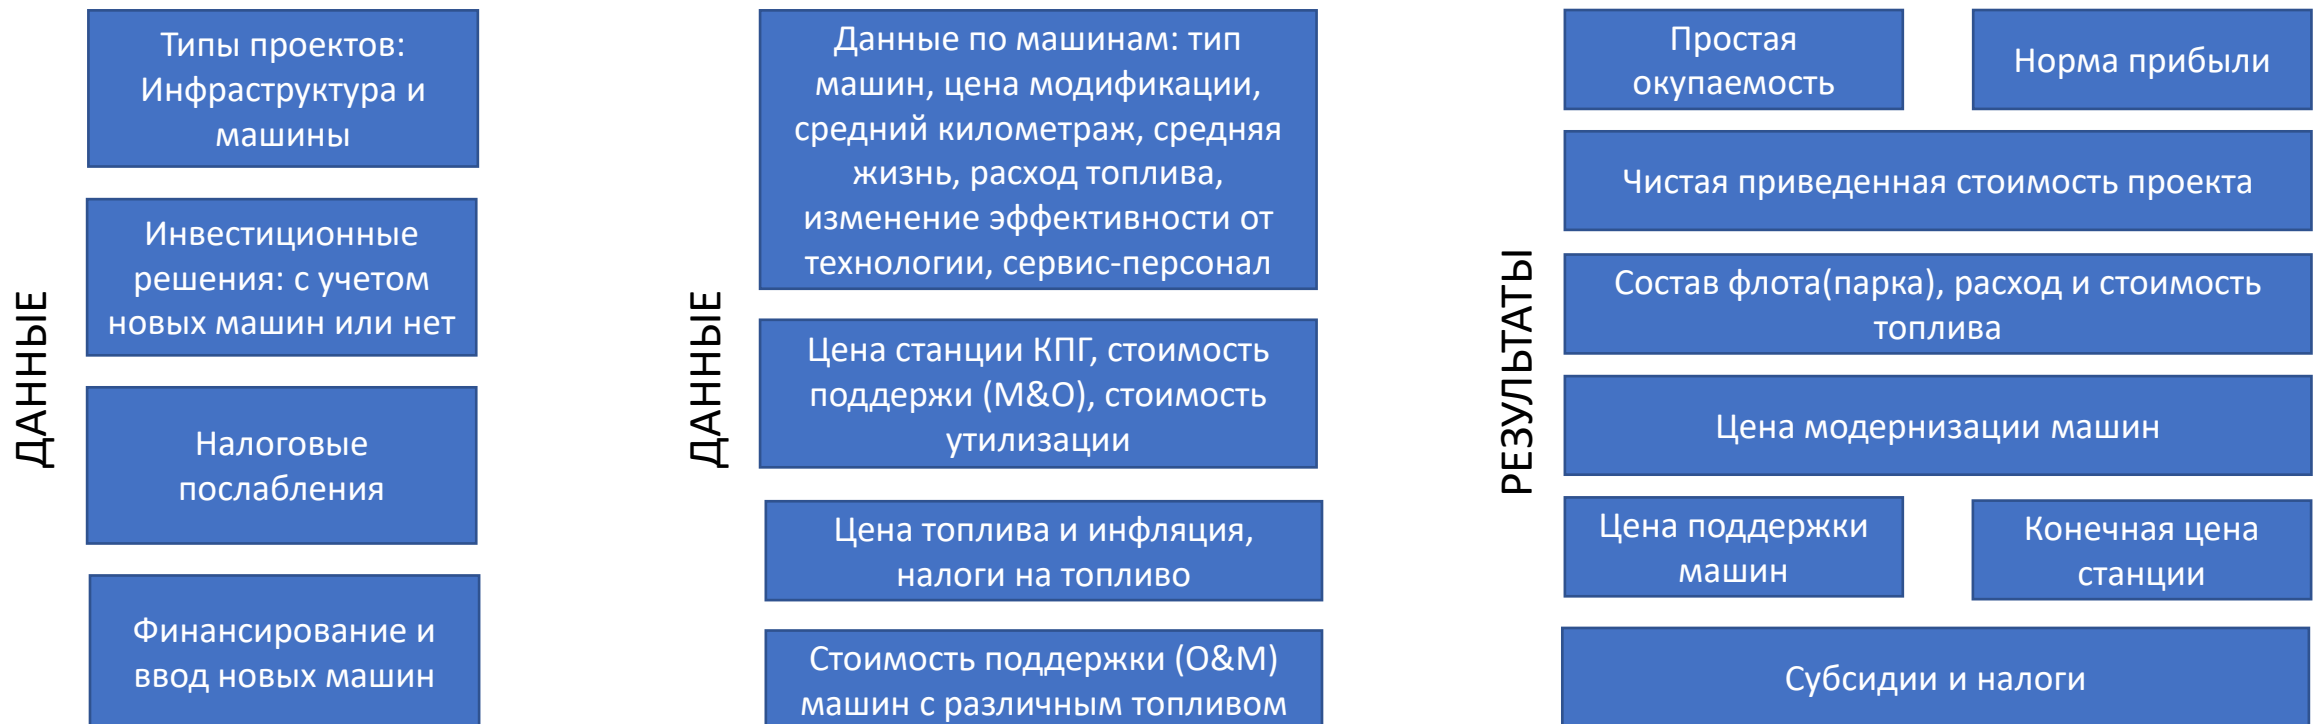 ДАННЫЕ
Типы проектов:
Инфраструктура и
машины
Инвестиционные
решения: с учетом
новых машин или нет
Налоговые
послабления
Финансирование и
ввод новых машин
ДАННЫЕ
Данные по машинам: тип
машин, цена модификации,
средний километраж, средняя
жизнь, расход топлива,
изменение эффективности от
технологии, сервис-персонал
Цена станции КПГ, стоимость
поддержи (M&O), стоимость
утилизации
Цена топлива и инфляция,
налоги на топливо
Стоимость поддержки (O&M)
машин с различным топливом
РЕЗУЛЬТАТЫ
Простая
окупаемость
Норма прибыли
Чистая приведенная стоимость проекта
Состав флота(парка), расход и стоимость
топлива
Цена модернизации машин
Цена поддержки
машин
Конечная цена
станции
Субсидии и налоги